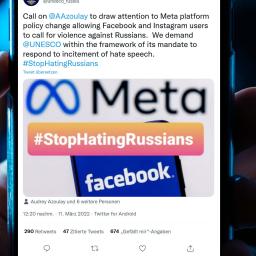 @unesco_russia
Call on @AAzoulay to draw attention to Meta platform
policy change allowing Facebook and Instagram users
to call for violence against Russians.  We demand
@UNESCO within the framework of its mandate to
respond to incitement of hate speech.
#StopHatingRussians
Tweet übersetzen
Meta
#StopHatingRussians
facebook.
Audrey Azoulay und 6 weitere Personen
12:20 nachm. · 11. März 2022 · Twitter for Android
290 Retweets 47 Zitierte Tweets 674 „Gefällt mir“-Angaben